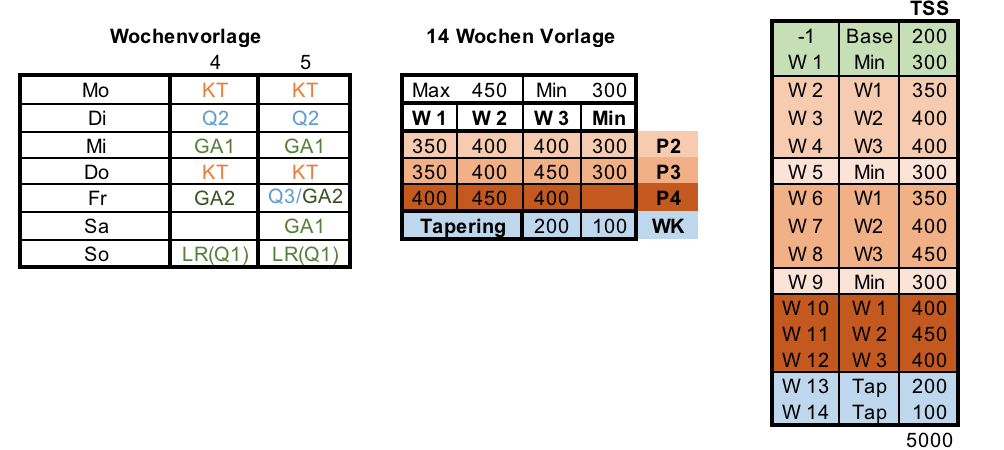 Wochenvorlage
4 5
Mo KT KT
Di Q2 Q2
Mi GA1 GA1
Do KT KT
Fr GA2 Q3/GA2
Sa GA1
So LR(Q1) LR(Q1)
14 Wochen Vorlage
Max 450 Min 300
W 1 W 2 W 3 Min
350 400 400 300 P2
350 400 450 300 P3
400 450 400 P4
Tapering 200 100 WK
TSS
-1 Base 200
W 1 Min 300
W 2 W1 350
W 3 W2 400
W 4 W3 400
W 5 Min 300
W 6 W1 350
W 7 W2 400
W 8 W3 450
W 9 Min 300
W 10 W 1 400
W 11 W 2 450
W 12 W 3 400
W 13 Tap 200
W 14 Tap 100
5000